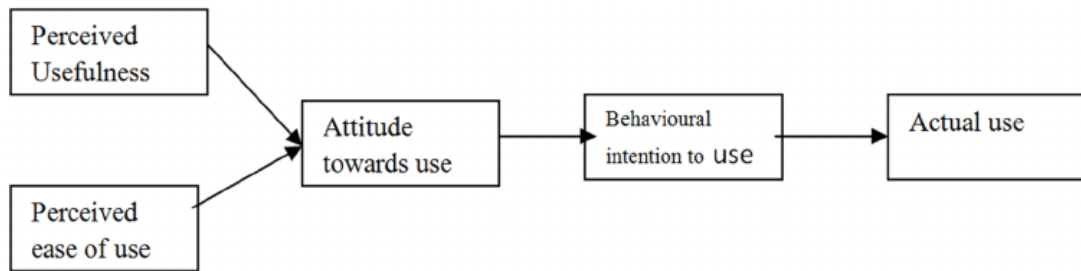 Perceived
Usefulness
Perceived
ease of use
Attitude
towards use
Behavioural
intention to use
Actual use